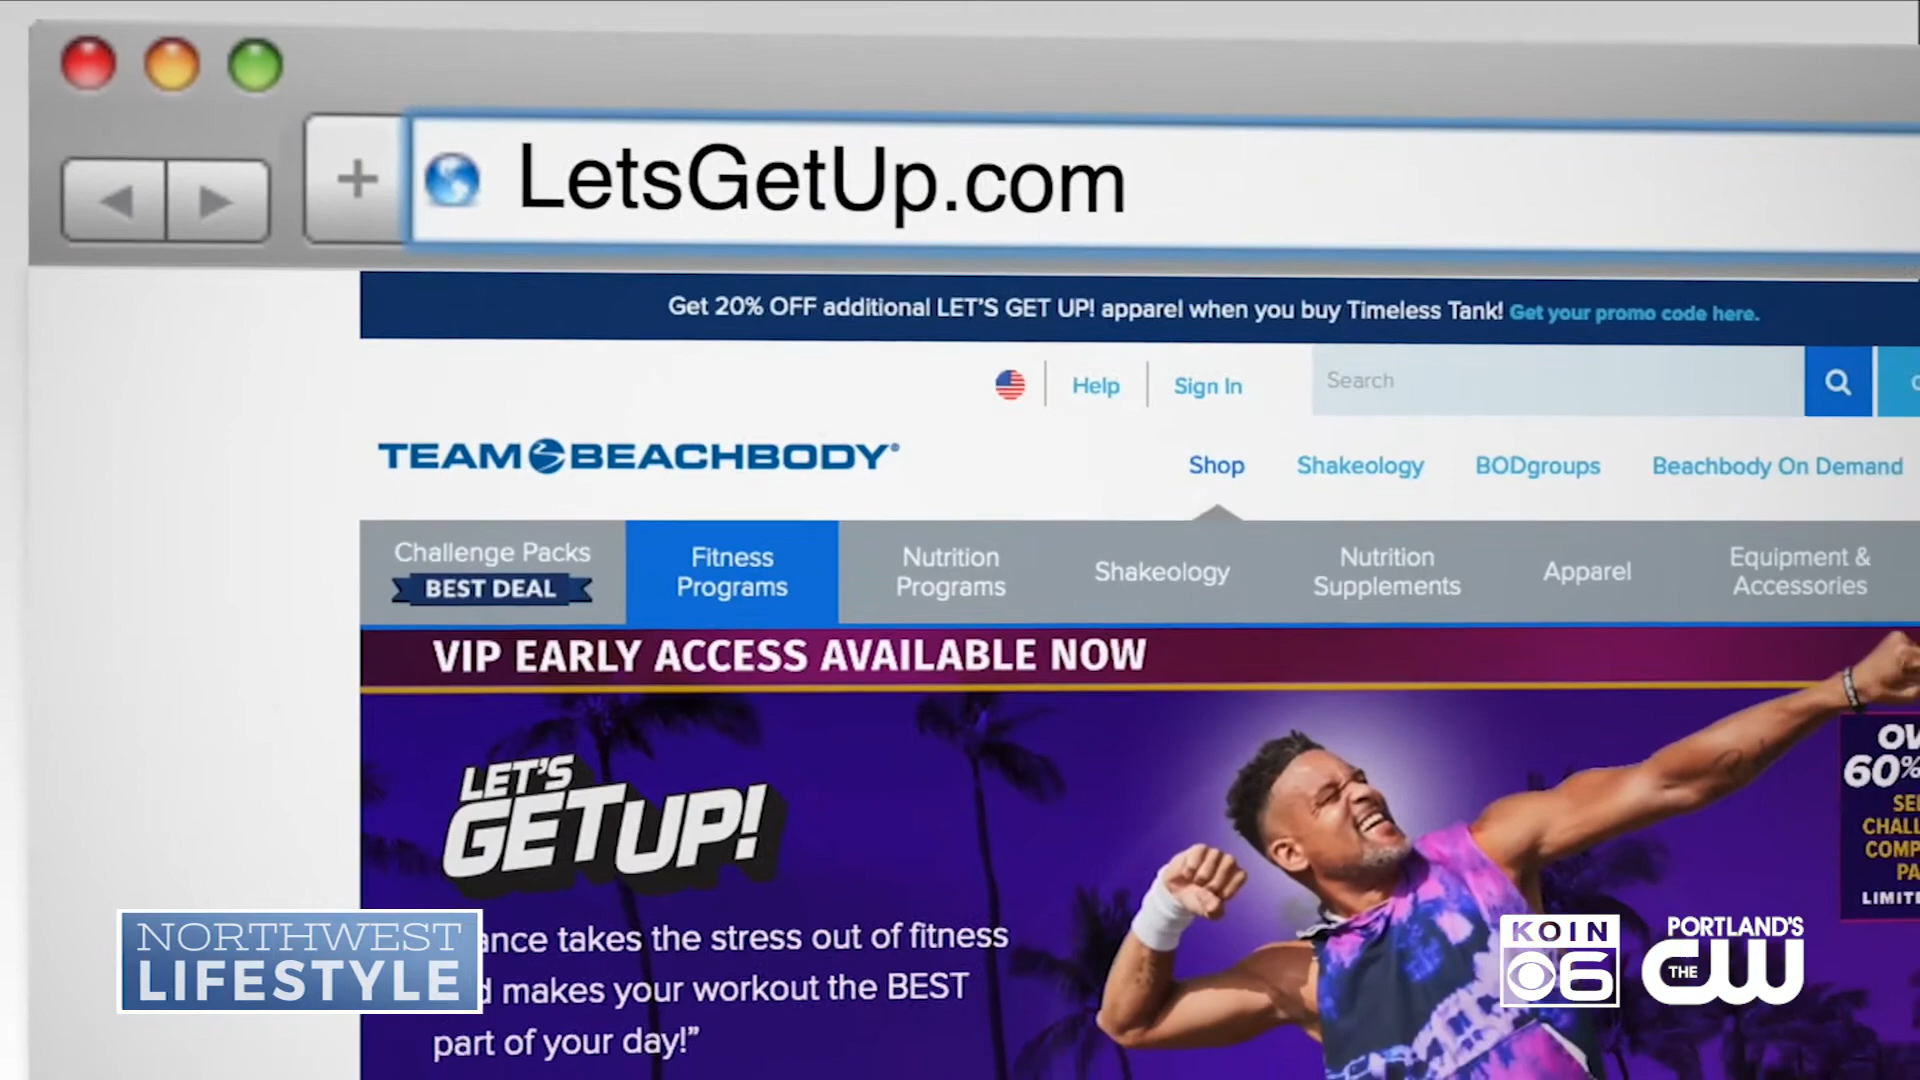 LetsGetUp.com
Get 20% OFF additional LET'S GET UP! apparel when you buy Timeless Tank! Get your promo code here.
Help
Sign In
Search
TEAM BEACHBODY®
Shop
Shakeology
BODgroups
Beachbody On Demand
Challenge Packs
BEST DEAL
Fitness
Programs
Nutrition
Programs
Shakeology
Nutrition
Supplements
Apparel
Equipment &
Accessories
VIP EARLY ACCESS AVAILABLE NOW
LET'S
GET UP!
60%
takes the stress out of fitness
makes your workout the BEST
part of your day!”
NORTHWEST
LIFESTYLE
KOIN
6
PORTLAND'S
THE CW